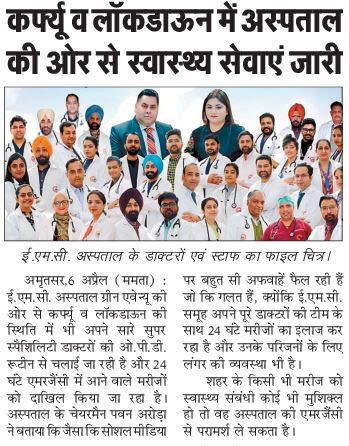 कर्फ्यू व लॉकडाऊन में अस्पताल
की ओर से स्वास्थ्य सेवाएं जारी
ई.एम.सी. अस्पताल के डाक्टरों एवं स्टाफ का फाइल चित्र।
अमृतसर,6 अप्रैल (ममता) :
ई.एम.सी. अस्पताल ग्रीन एवेन्यू की
ओर से कर्फ्यू व लॉकडाऊन की
स्थिति में भी अपने सारे सुपर
स्पैशिलिटी डाक्टरों की ओ.पी.डी.
रूटीन से चलाई जा रही है और 24
घंटे एमरजैंसी में आने वाले मरीजों
को दाखिल किया जा रहा है।
अस्पताल के चेयरमैन पवन अरोड़ा
ने बताया कि जैसा कि सोशल मीडिया
पर बहुत सी अफवाहें फैल रही हैं
जो कि गलत हैं, क्योंकि ई.एम.सी.
समूह अपने पूरे डाक्टरों की टीम के
साथ 24 घंटे मरीजों का इलाज कर
रहा है और उनके परिजनों के लिए
लंगर की व्यवस्था भी है।
शहर के किसी भी मरीज को
स्वास्थ्य संबंधी कोई भी मुश्किल
हो तो वह अस्पताल की एमरजैंसी
से परामर्श ले सकता है।